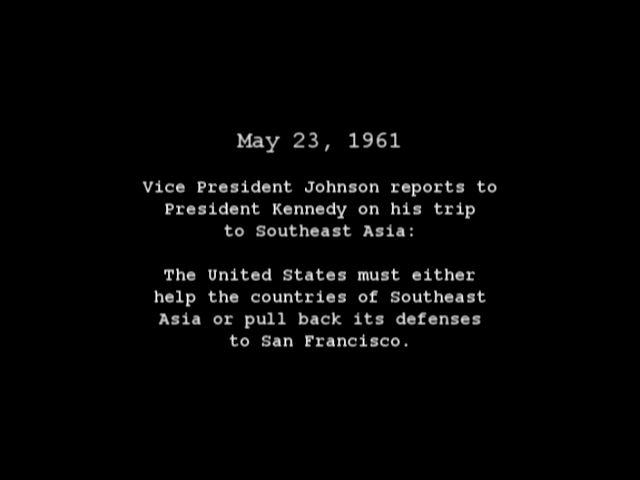 May 23, 1961
Vice President Johnson reports to
President Kennedy on his trip
to Southeast Asia:
The United States must either
help the countries of Southeast
Asia or pull back its defenses
to San Francisco.